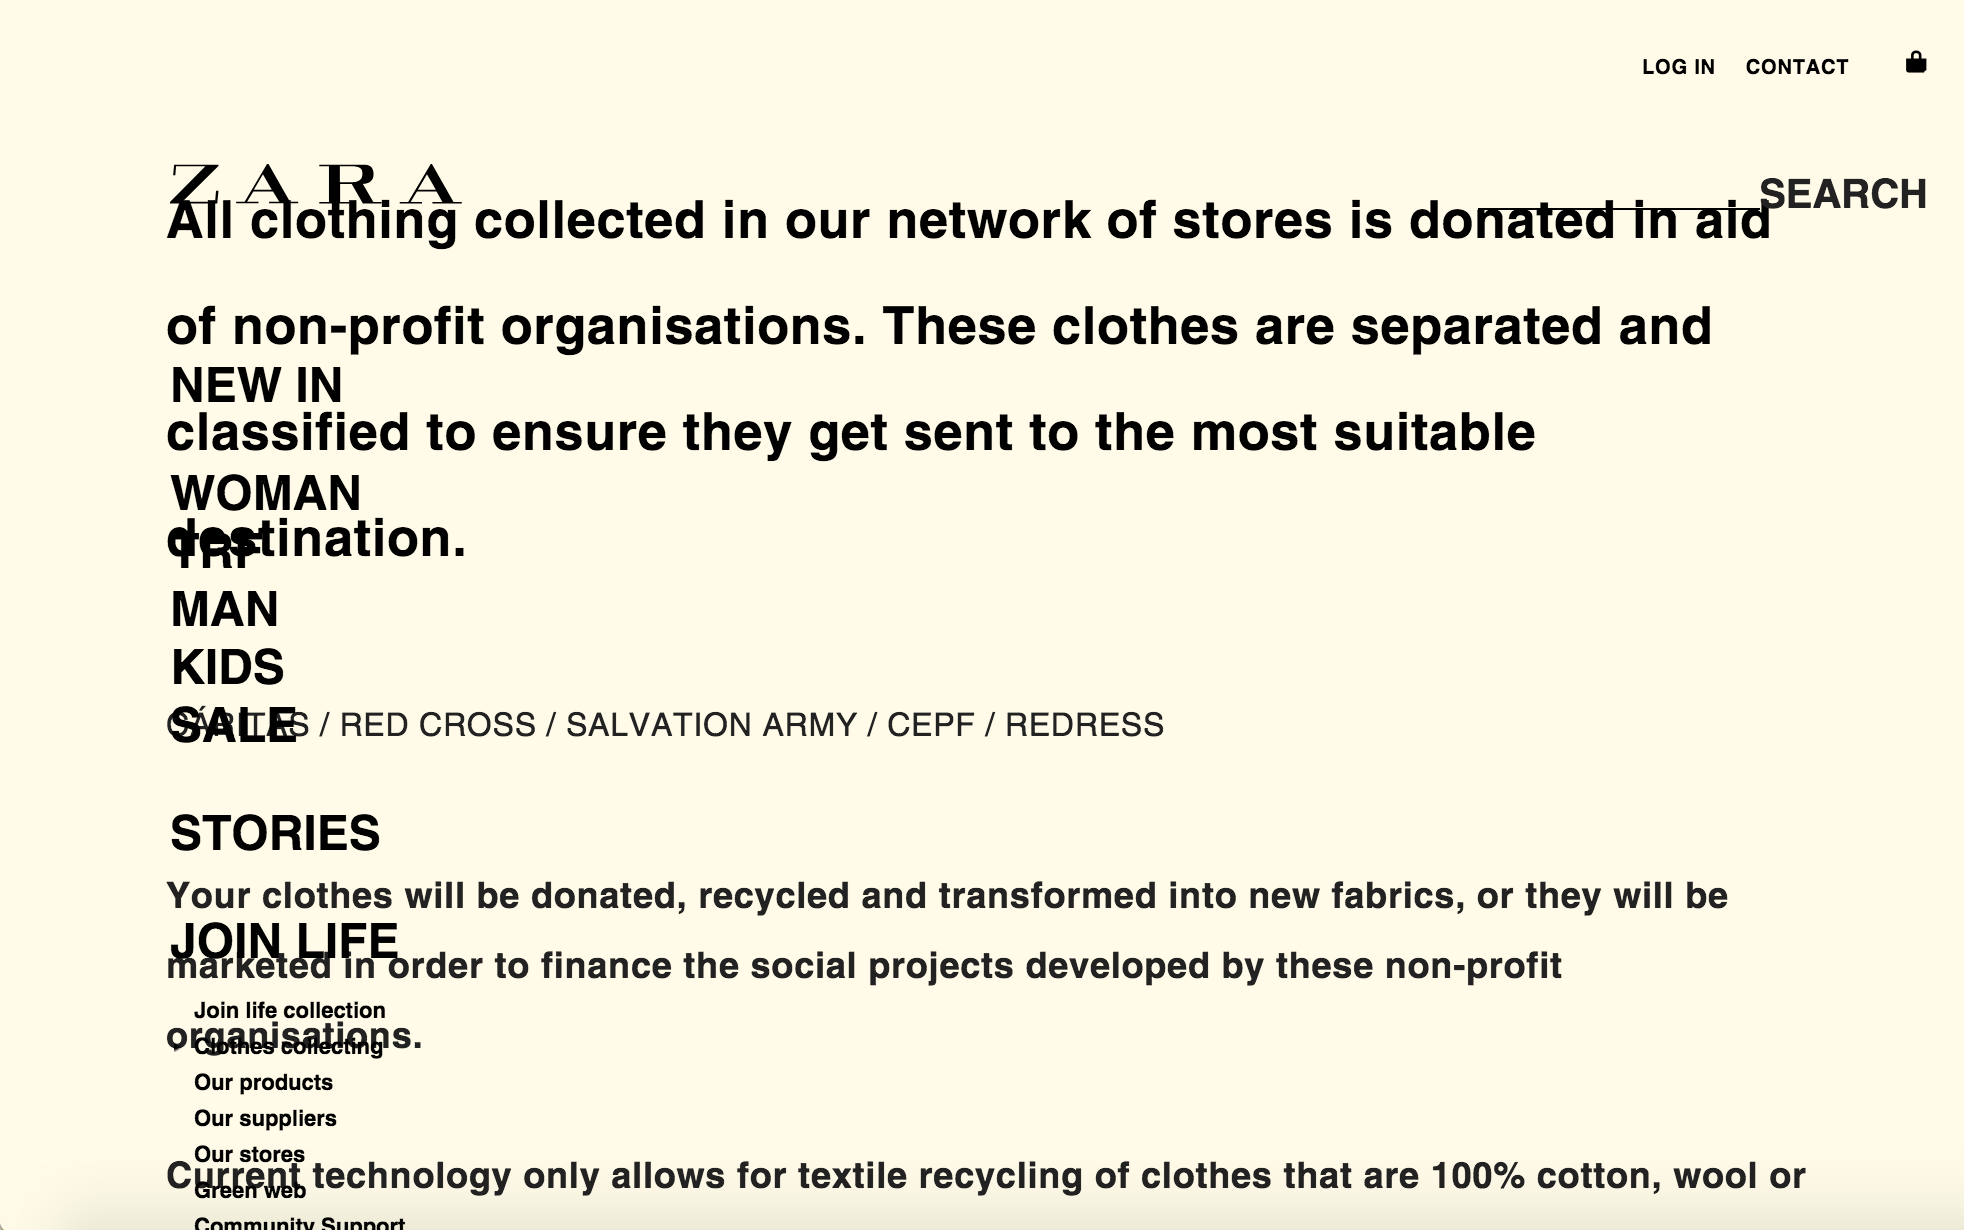 LOG IN CONTACT
ZARA
SEARCH
All clothing collected in our network of stores is donated in aid
of non-profit organisations. These clothes are separated and
NEW IN
classified to ensure they get sent to the most suitable
WOMAN
destination.
TRF
MAN
KIDS
SALE
CÁRITAS / RED CROSS / SALVATION ARMY / CEPF / REDRESS
STORIES
Your clothes will be donated, recycled and transformed into new fabrics, or they will be
JOIN LIFE
marketed in order to finance the social projects developed by these non-profit
Join life collection
organisations.
Clothes collecting
Our products
Our suppliers
Our stores
Current technology only allows for textile recycling of clothes that are 100% cotton, wool or
Green web
Community Support